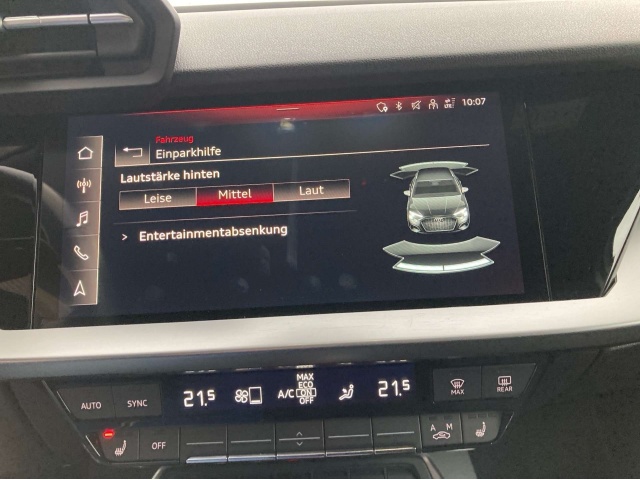 10:07
Fahrzeug
Einparkhilfe
Lautstärke hinten
Leise Mittel Laut
> Entertainmentabsenkung
AUTO SYNC
21.5 A/C MAX ECO ON OFF 21.5
MAX REAR
OFF
A M